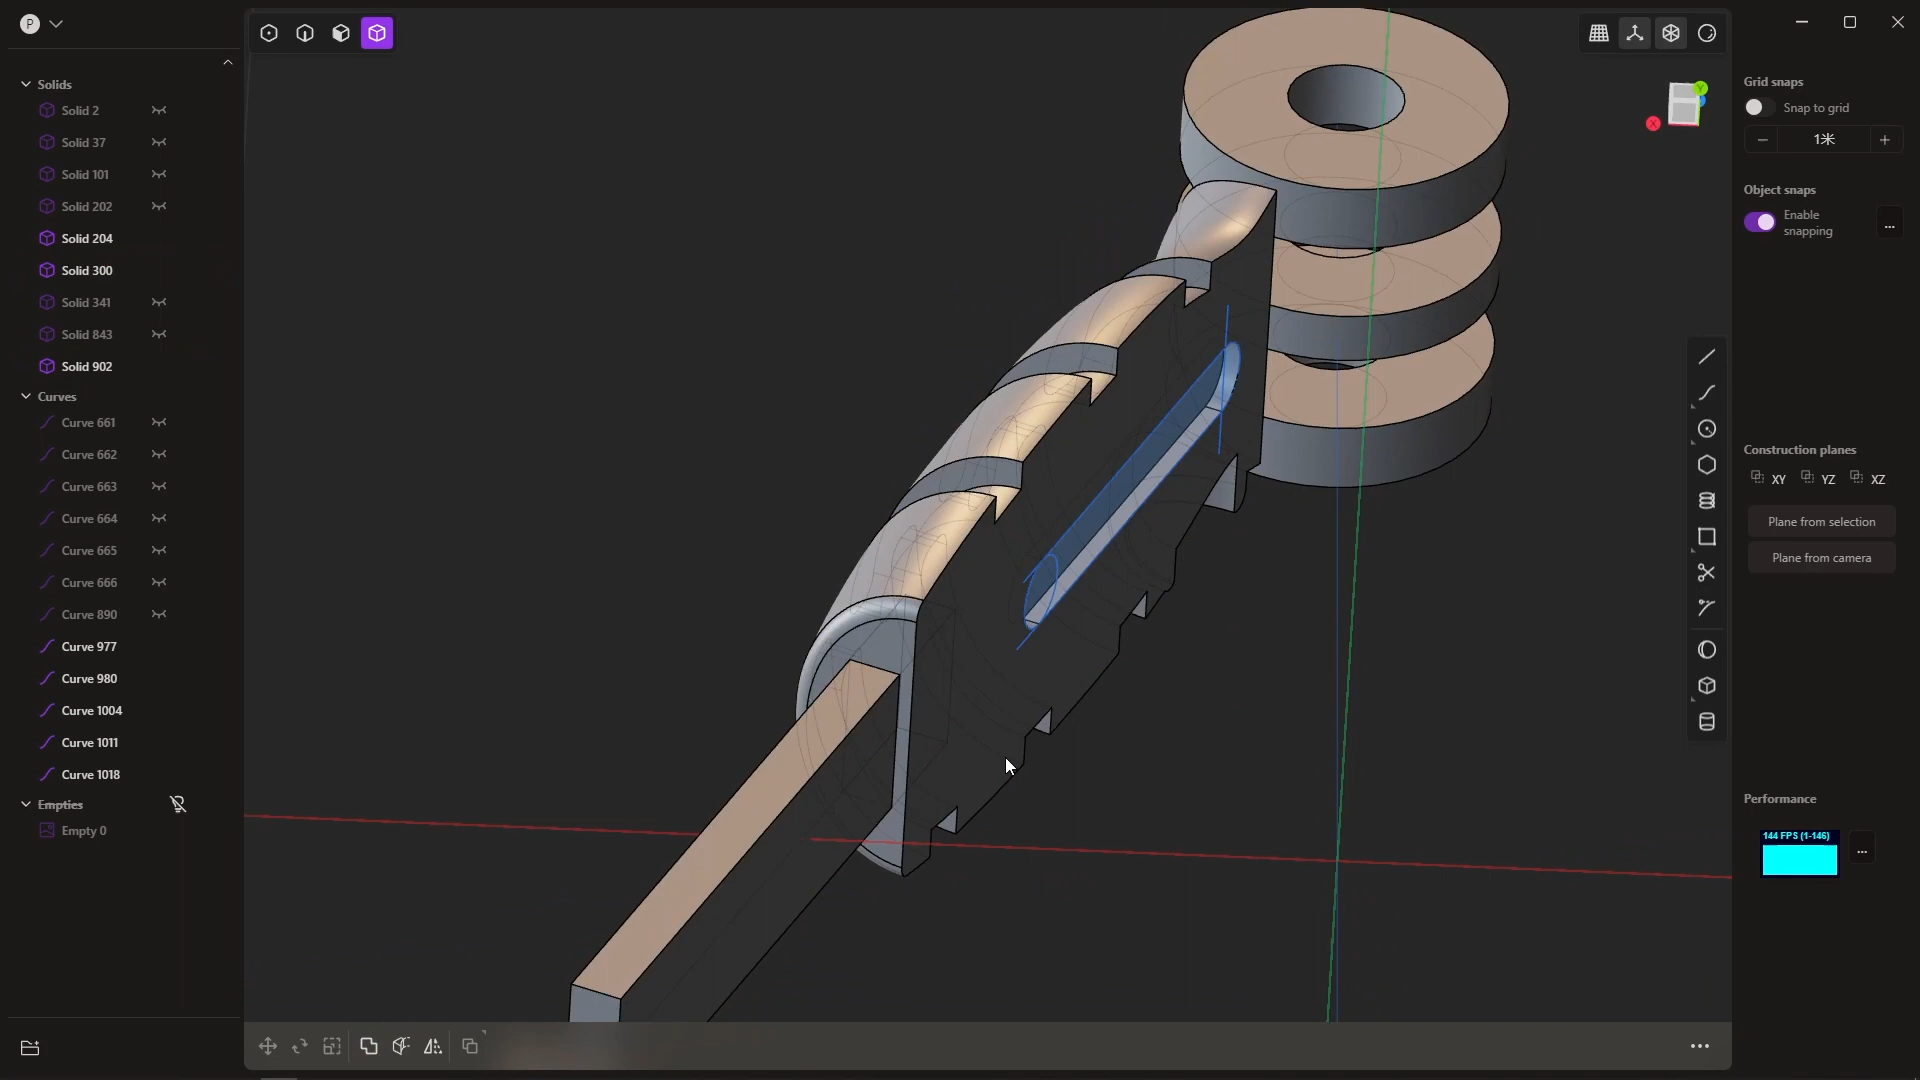 P
Solids
Solid 2
Solid 37
Solid 101
Solid 202
Solid 204
Solid 300
Solid 341
Solid 843
Solid 902
Curves
Curve 661
Curve 662
Curve 663
Curve 664
Curve 665
Curve 666
Curve 890
Curve 977
Curve 980
Curve 1004
Curve 1011
Curve 1018
Empties
Empty 0
Y
X
Grid snaps
Snap to grid
1米
Object snaps
Enable
snapping
...
Construction planes
XY YZ XZ
Plane from selection
Plane from camera
Performance
144 FPS (1-146)
...